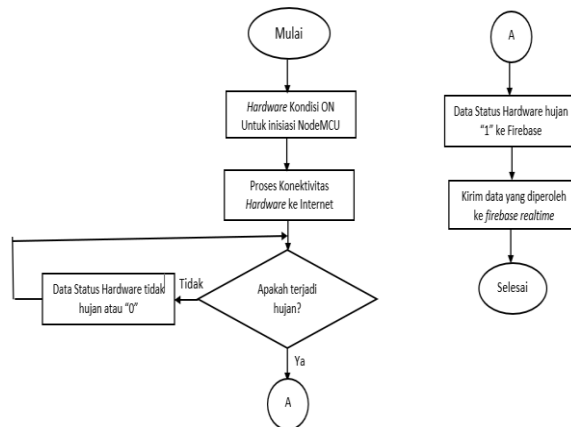 Mulai
Hardware Kondisi ON
Untuk inisiasi NodeMCU
Proses Konektivitas
Hardware ke Internet
Apakah terjadi
hujan?
Tidak
Data Status Hardware tidak
hujan atau “0”
Ya
A
A
Data Status Hardware hujan
“1” ke Firebase
Kirim data yang diperoleh
ke firebase realtime
Selesai